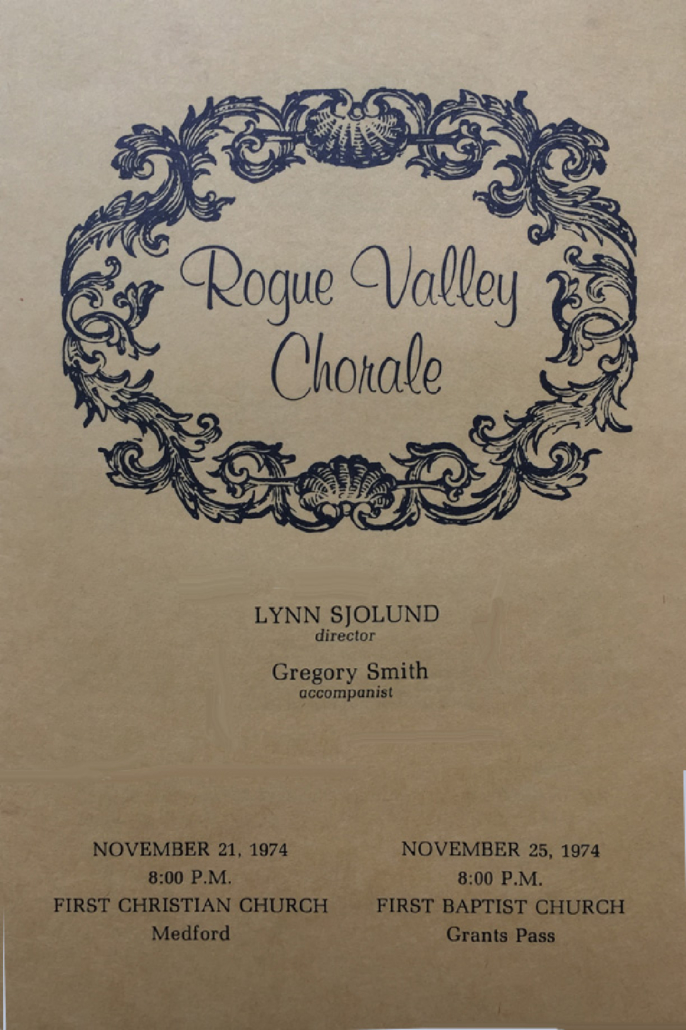 Rogue Valley
Chorale
LYNN SJOLUND
director
Gregory Smith
accompanist
NOVEMBER 21, 1974
8:00 P.M.
FIRST CHRISTIAN CHURCH
Medford
NOVEMBER 25, 1974
8:00 P.M.
FIRST BAPTIST CHURCH
Grants Pass